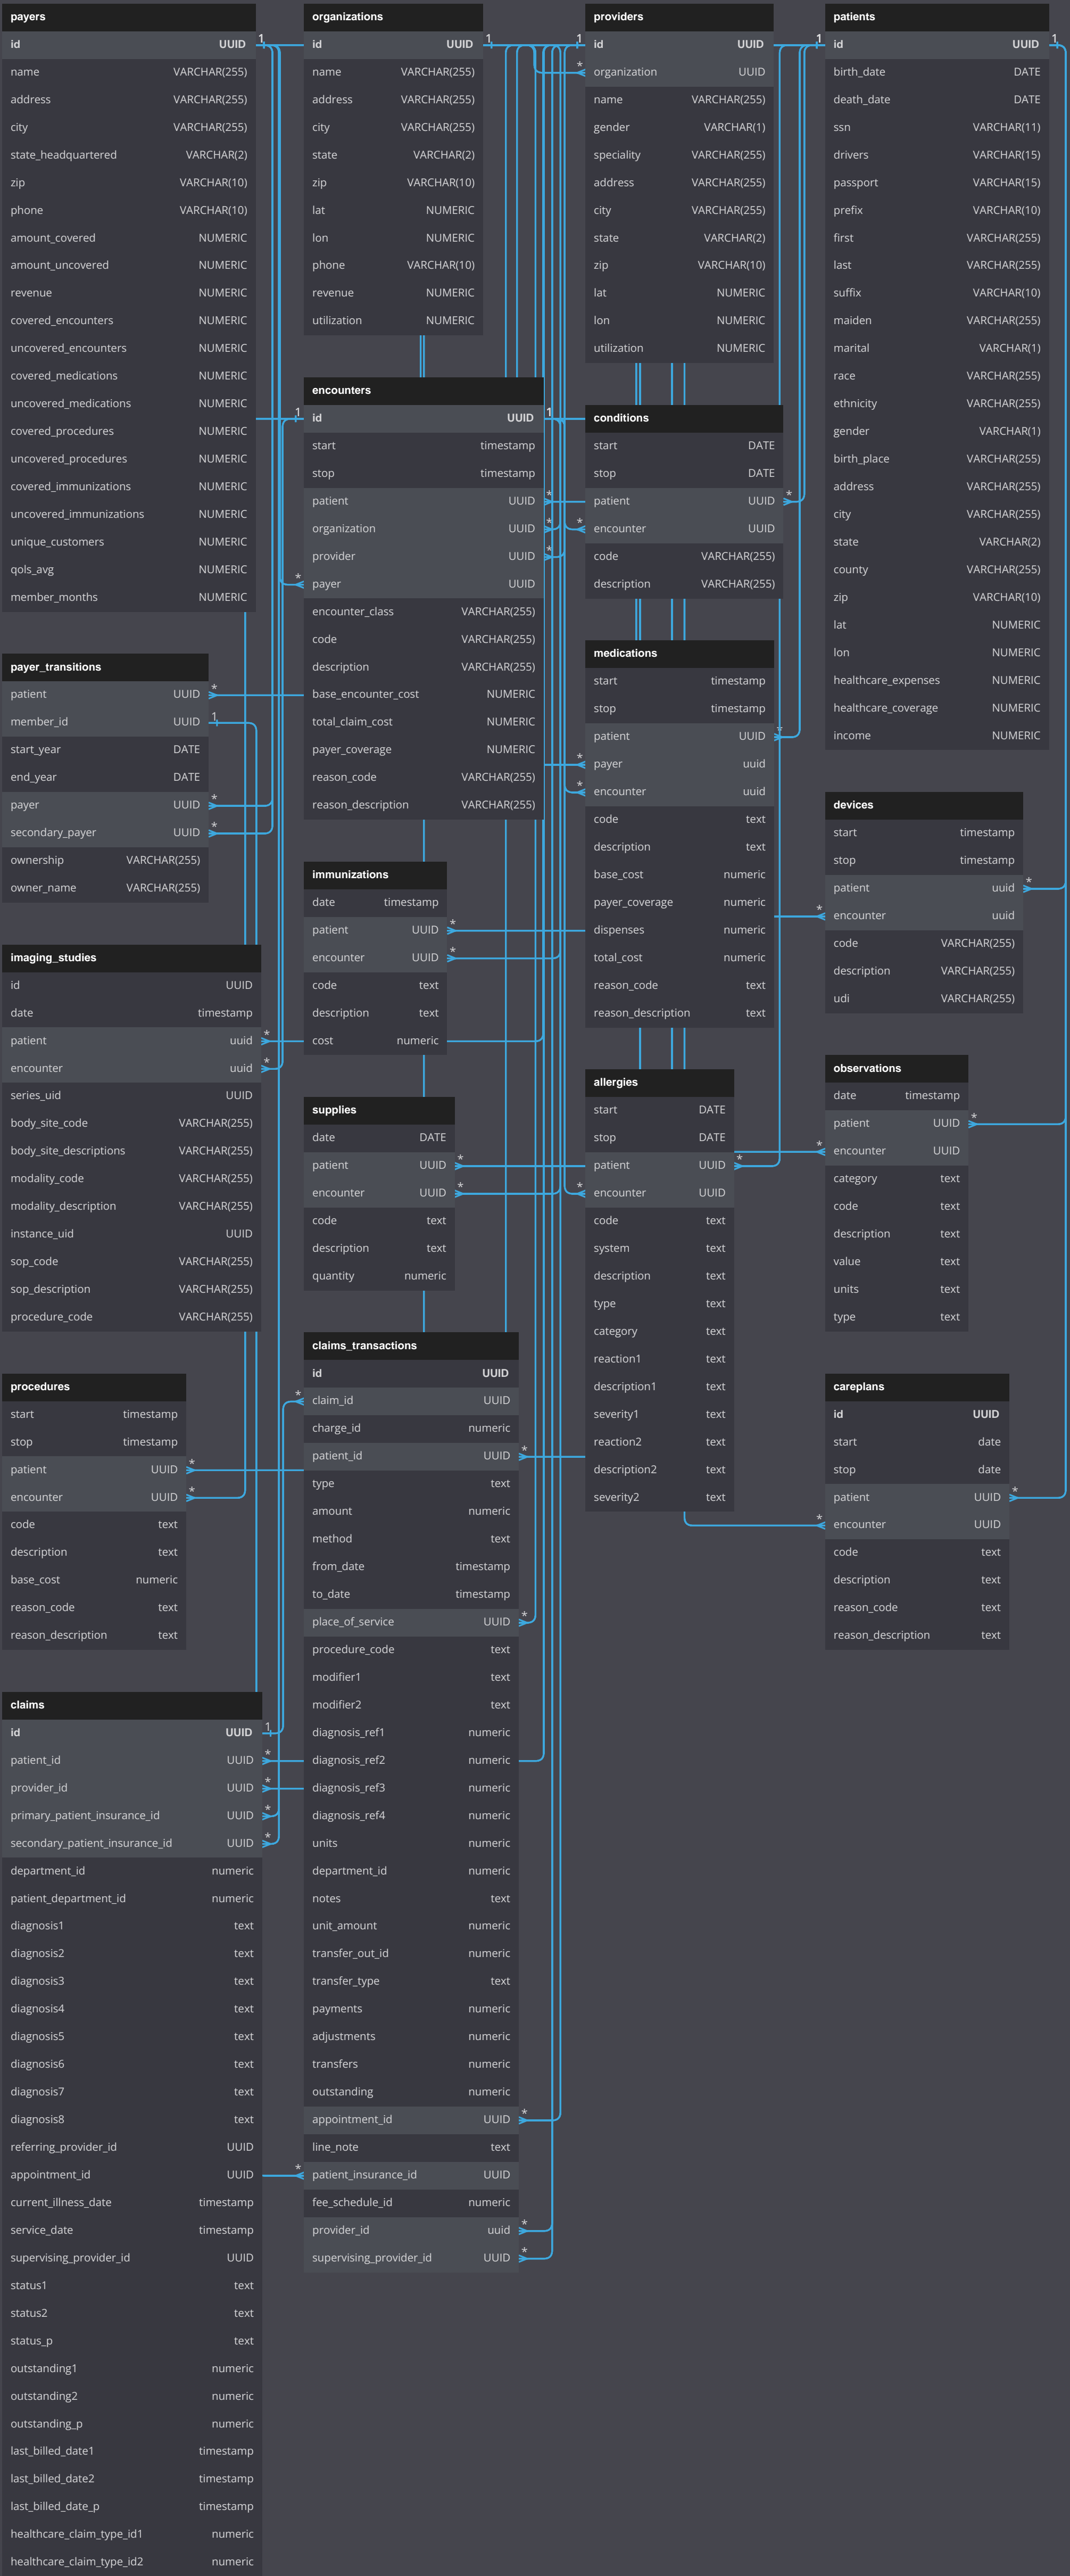 payers
id UUID
name VARCHAR(255)
address VARCHAR(255)
city VARCHAR(255)
state_headquartered VARCHAR(2)
zip VARCHAR(10)
phone VARCHAR(10)
amount_covered NUMERIC
amount_uncovered NUMERIC
revenue NUMERIC
covered_encounters NUMERIC
uncovered_encounters NUMERIC
covered_medications NUMERIC
uncovered_medications NUMERIC
covered_procedures NUMERIC
uncovered_procedures NUMERIC
covered_immunizations NUMERIC
uncovered_immunizations NUMERIC
unique_customers NUMERIC
qols_avg NUMERIC
member_months NUMERIC
1
payer_transitions
patient UUID *
member_id UUID 1
start_year DATE
end_year DATE
payer UUID *
secondary_payer UUID *
ownership VARCHAR(255)
owner_name VARCHAR(255)
imaging_studies
id UUID
date timestamp
patient uuid *
encounter uuid *
series_uid UUID
body_site_code VARCHAR(255)
body_site_descriptions VARCHAR(255)
modality_code VARCHAR(255)
modality_description VARCHAR(255)
instance_uid UUID
sop_code VARCHAR(255)
sop_description VARCHAR(255)
procedure_code VARCHAR(255)
procedures
start timestamp
stop timestamp
patient UUID *
encounter UUID *
code text
description text
base_cost numeric
reason_code text
reason_description text
claims
id UUID 1
patient_id UUID *
provider_id UUID *
primary_patient_insurance_id UUID *
secondary_patient_insurance_id UUID *
department_id numeric
patient_department_id numeric
diagnosis1 text
diagnosis2 text
diagnosis3 text
diagnosis4 text
diagnosis5 text
diagnosis6 text
diagnosis7 text
diagnosis8 text
referring_provider_id UUID
appointment_id UUID
current_illness_date timestamp
service_date timestamp
supervising_provider_id UUID
status1 text
status2 text
status_p text
outstanding1 numeric
outstanding2 numeric
outstanding_p numeric
last_billed_date1 timestamp
last_billed_date2 timestamp
last_billed_date_p timestamp
healthcare_claim_type_id1 numeric
healthcare_claim_type_id2 numeric
organizations
id UUID 1
name VARCHAR(255)
address VARCHAR(255)
city VARCHAR(255)
state VARCHAR(2)
zip VARCHAR(10)
lat NUMERIC
lon NUMERIC
phone VARCHAR(10)
revenue NUMERIC
utilization NUMERIC
encounters
1 id UUID 1
start timestamp
stop timestamp
patient UUID *
organization UUID *
provider UUID *
* payer UUID
encounter_class VARCHAR(255)
code VARCHAR(255)
description VARCHAR(255)
base_encounter_cost NUMERIC
total_claim_cost NUMERIC
payer_coverage NUMERIC
reason_code VARCHAR(255)
reason_description VARCHAR(255)
immunizations
date timestamp
patient UUID *
encounter UUID *
code text
description text
cost numeric
supplies
date DATE
patient UUID *
encounter UUID *
code text
description text
quantity numeric
claims_transactions
id UUID
* claim_id UUID
charge_id numeric
patient_id UUID *
type text
amount numeric
method text
from_date timestamp
to_date timestamp
place_of_service UUID *
procedure_code text
modifier1 text
modifier2 text
diagnosis_ref1 numeric
diagnosis_ref2 numeric
diagnosis_ref3 numeric
diagnosis_ref4 numeric
units numeric
department_id numeric
notes text
unit_amount numeric
transfer_out_id numeric
transfer_type text
payments numeric
adjustments numeric
transfers numeric
outstanding numeric
appointment_id UUID *
line_note text
* patient_insurance_id UUID
fee_schedule_id numeric
provider_id uuid *
supervising_provider_id UUID *
providers
1 id UUID
* organization UUID
name VARCHAR(255)
gender VARCHAR(1)
speciality VARCHAR(255)
address VARCHAR(255)
city VARCHAR(255)
state VARCHAR(2)
zip VARCHAR(10)
lat NUMERIC
lon NUMERIC
utilization NUMERIC
conditions
start DATE
stop DATE
patient UUID *
* encounter UUID
code VARCHAR(255)
description VARCHAR(255)
medications
start timestamp
stop timestamp
patient UUID *
* payer uuid
* encounter uuid
code text
description text
base_cost numeric
payer_coverage numeric
dispenses numeric
total_cost numeric
reason_code text
reason_description text
allergies
start DATE
stop DATE
patient UUID *
* encounter UUID
code text
system text
description text
type text
category text
reaction1 text
description1 text
severity1 text
reaction2 text
description2 text
severity2 text
patients
1 id UUID 1
birth_date DATE
death_date DATE
ssn VARCHAR(11)
drivers VARCHAR(15)
passport VARCHAR(15)
prefix VARCHAR(10)
first VARCHAR(255)
last VARCHAR(255)
suffix VARCHAR(10)
maiden VARCHAR(255)
marital VARCHAR(1)
race VARCHAR(255)
ethnicity VARCHAR(255)
gender VARCHAR(1)
birth_place VARCHAR(255)
address VARCHAR(255)
city VARCHAR(255)
state VARCHAR(2)
county VARCHAR(255)
zip VARCHAR(10)
lat NUMERIC
lon NUMERIC
healthcare_expenses NUMERIC
healthcare_coverage NUMERIC
income NUMERIC
devices
start timestamp
stop timestamp
patient uuid *
* encounter uuid
code VARCHAR(255)
description VARCHAR(255)
udi VARCHAR(255)
observations
date timestamp
patient UUID *
* encounter UUID
category text
code text
description text
value text
units text
type text
careplans
id UUID
start date
stop date
patient UUID *
* encounter UUID
code text
description text
reason_code text
reason_description text